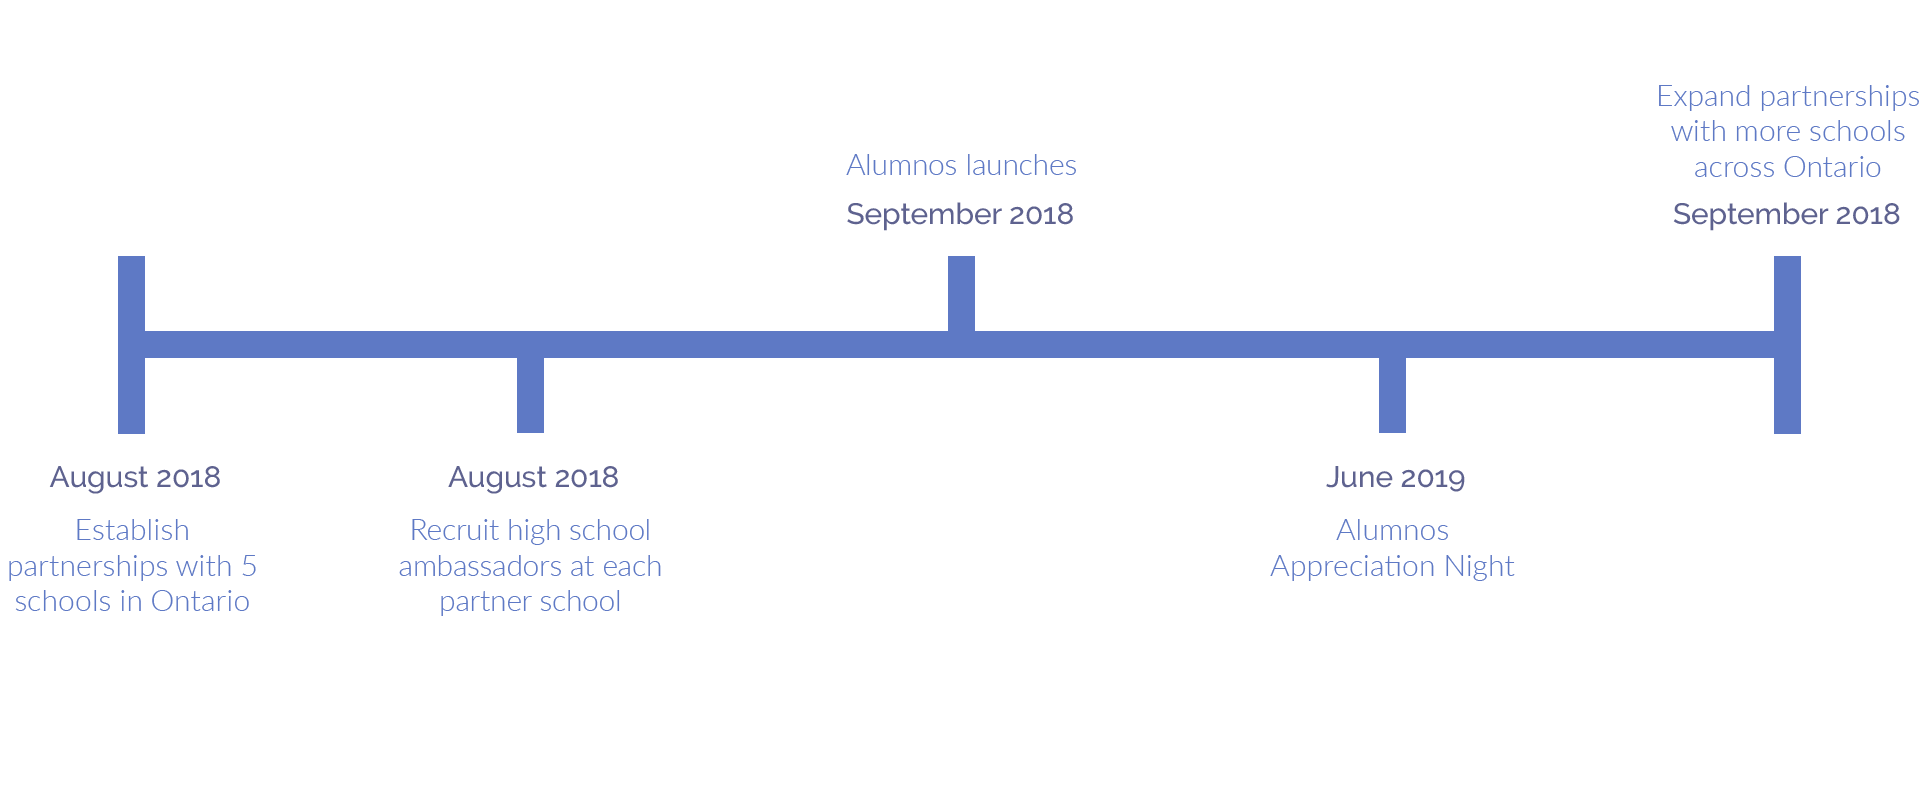 August 2018
Establish
partnerships with 5
schools in Ontario
August 2018
Recruit high school
ambassadors at each
partner school
Alumnos launches
September 2018
June 2019
Alumnos
Appreciation Night
Expand partnerships
with more schools
across Ontario
September 2018